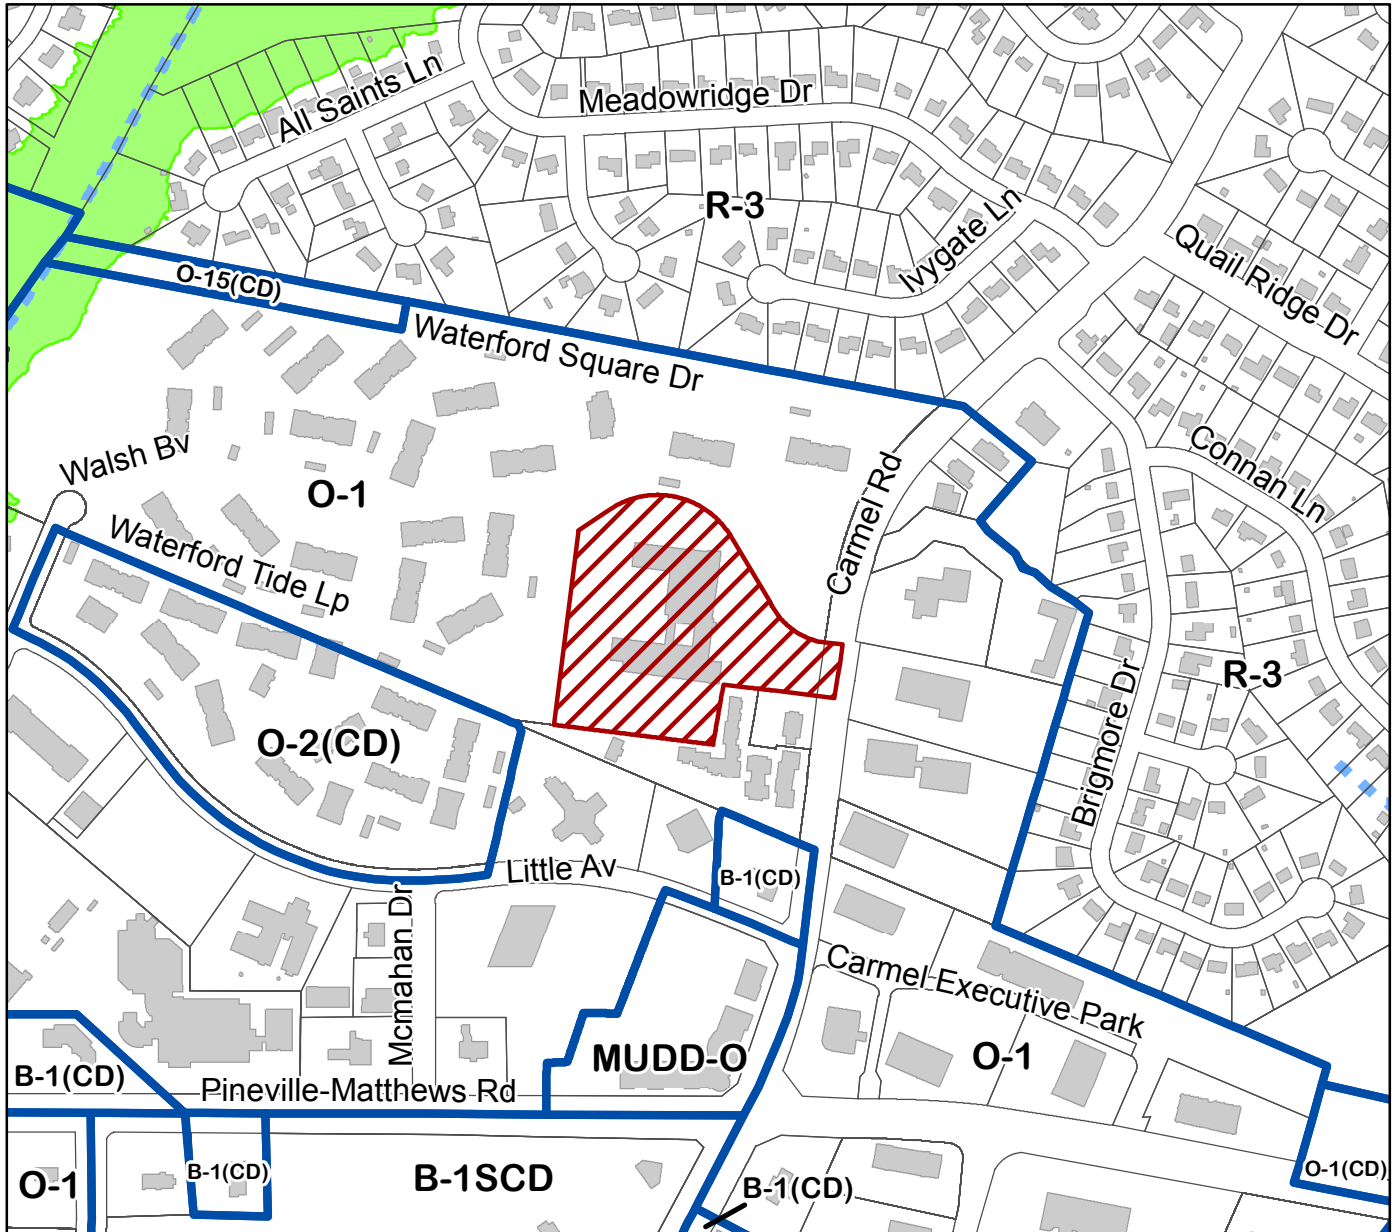 All Saints Ln
Meadowridge Dr
R-3
Ivygate Ln
Quail Ridge Dr
O-15(CD)
Waterford Square Dr
Walsh Bv
O-1
Carmel Rd
Connan Ln
Waterford Tide Lp
R-3
Brigmore Dr
O-2(CD)
Little Av
B-1(CD)
Mcmahan Dr
Carmel Executive Park
MUDD-O
O-1
B-1(CD)
Pineville-Matthews Rd
O-1
B-1(CD)
B-1SCD
B-1(CD)
O-1(CD)